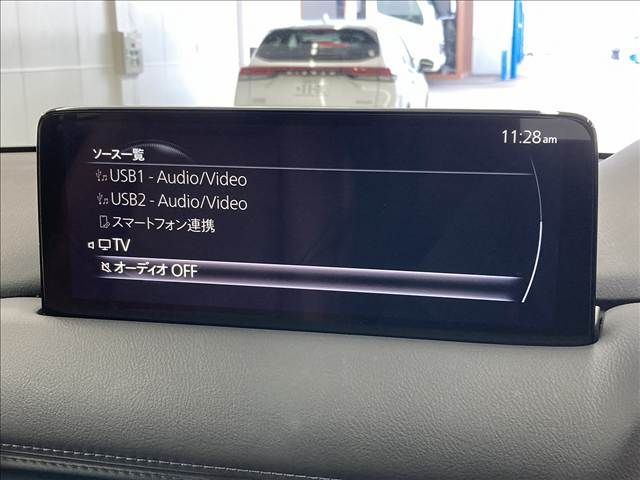 11:28am
ソース一覧
USB1 - Audio/Video
USB2 - Audio/Video
スマートフォン連携
TV
オーディオ OFF